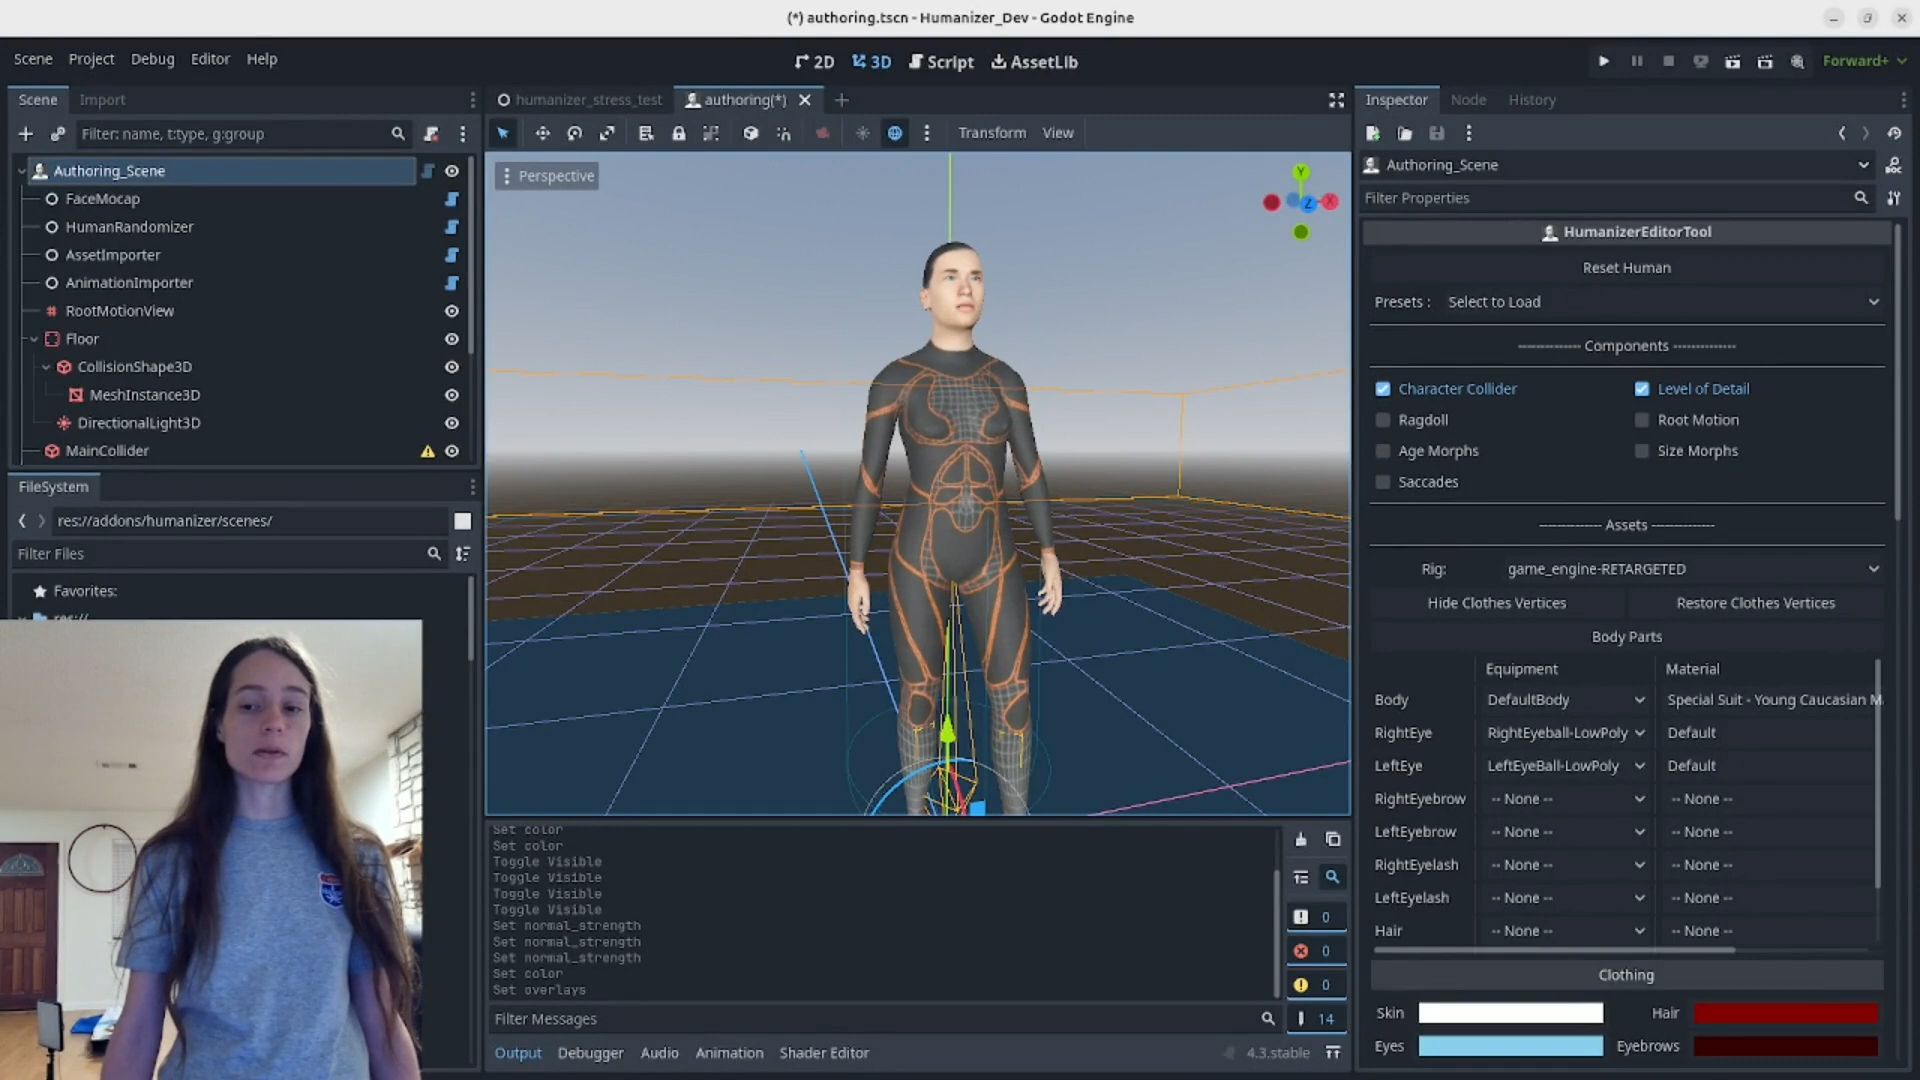 (*) authoring.tscn - Humanizer_Dev - Godot Engine
Scene Project Debug Editor Help
2D 3D Script AssetLib
Forward+
Scene Import
Filter: name, t:type, g:group
Authoring_Scene
FaceMocap
HumanRandomizer
AssetImporter
AnimationImporter
RootMotionView
Floor
CollisionShape3D
MeshInstance3D
DirectionalLight3D
MainCollider
FileSystem
res://addons/humanizer/scenes/
Filter Files
Favorites:
res://
humanizer_stress_test authoring(*)
Transform View
Perspective
Y
Z X
Set color
Set color
Toggle Visible
Toggle Visible
Toggle Visible
Toggle Visible
Set normal_strength
Set normal_strength
Set normal_strength
Set color
Set overlays
0
0
0
14
Filter Messages
Output Debugger Audio Animation Shader Editor
4.3.stable
Inspector Node History
Authoring_Scene
DOC
Filter Properties
HumanizerEditorTool
Reset Human
Presets : Select to Load
------------- Components -------------
Character Collider Level of Detail
Ragdoll Root Motion
Age Morphs Size Morphs
Saccades
------------- Assets -------------
Rig: game_engine-RETARGETED
Hide Clothes Vertices Restore Clothes Vertices
Body Parts
Equipment Material
Body DefaultBody Special Suit - Young Caucasian M
RightEye RightEyeball-LowPoly Default
LeftEye LeftEyeBall-LowPoly Default
RightEyebrow -- None -- -- None --
LeftEyebrow -- None -- -- None --
RightEyelash -- None -- -- None --
LeftEyelash -- None -- -- None --
Hair -- None -- -- None --
Clothing
Skin Hair
Eyes Eyebrows